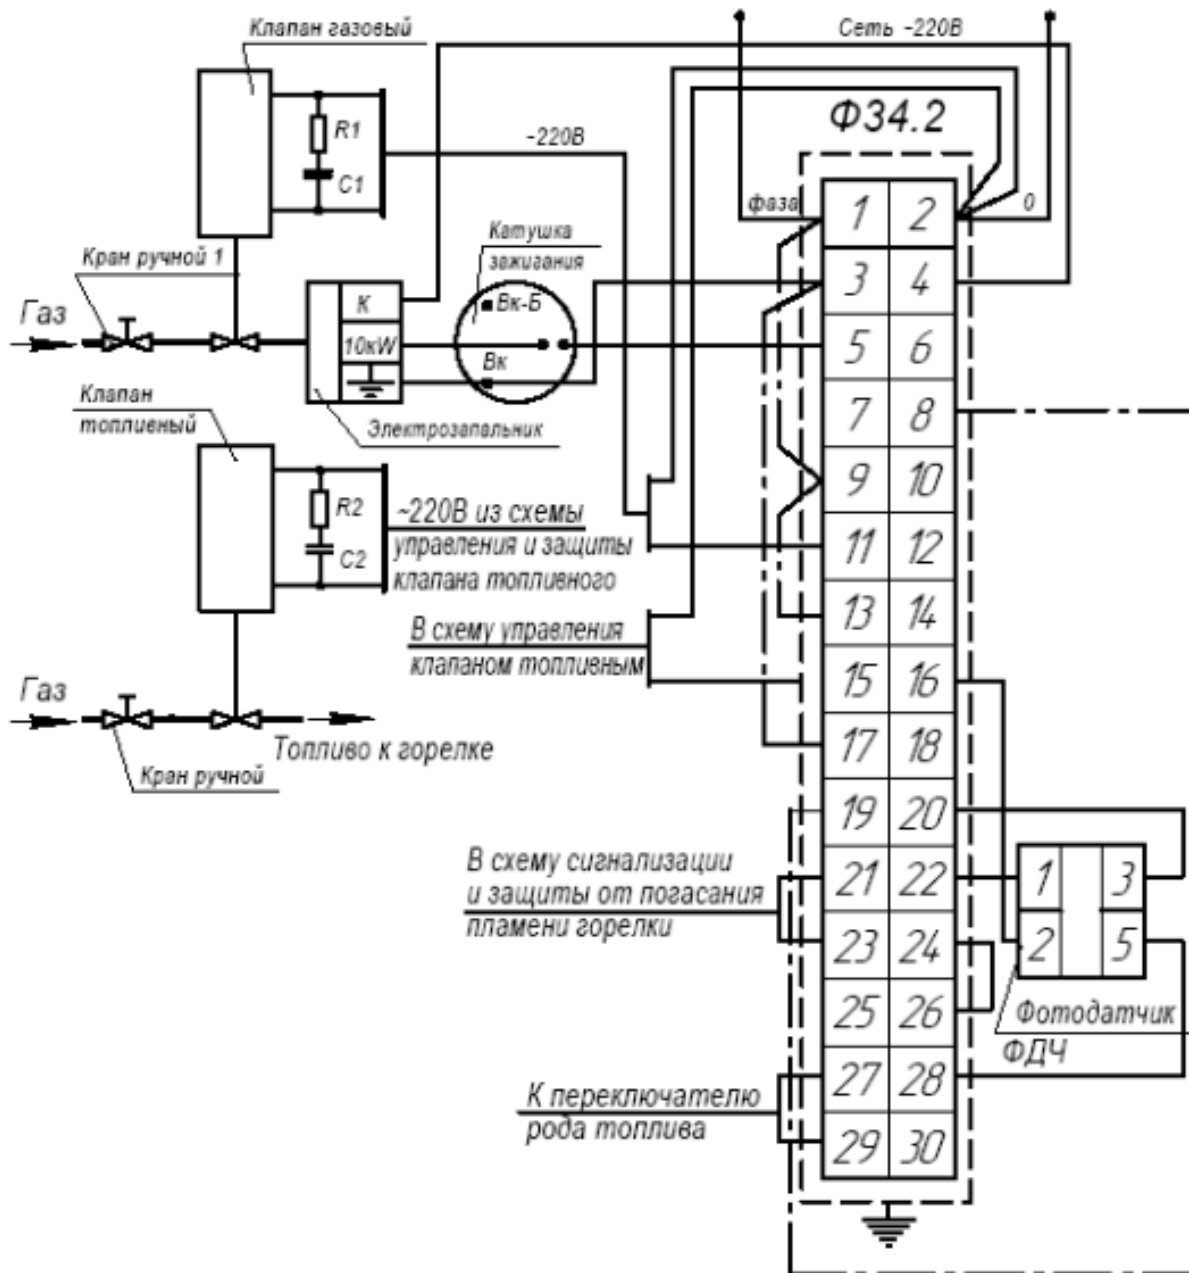 Клапан газовый
Сеть ~220В
Ф34.2
R1
C1
~220В
фаза
0
1 2
Кран ручной 1
Катушка
зажигания
Газ
К
Вк-Б
3 4
10кW
5 6
Вк
Клапан
топливный
Электрозапальник
7 8
9 10
R2
C2
~220В из схемы
управления и защиты
клапана топливного
11 12
13 14
В схему управления
клапаном топливным
15 16
Газ
17 18
Топливо к горелке
Кран ручной
19 20
В схему сигнализации
и защиты от погасания
пламени горелки
21 22
1 3
23 24
2 5
25 26
Фотодатчик
ФДЧ
27 28
К переключателю
рода топлива
29 30